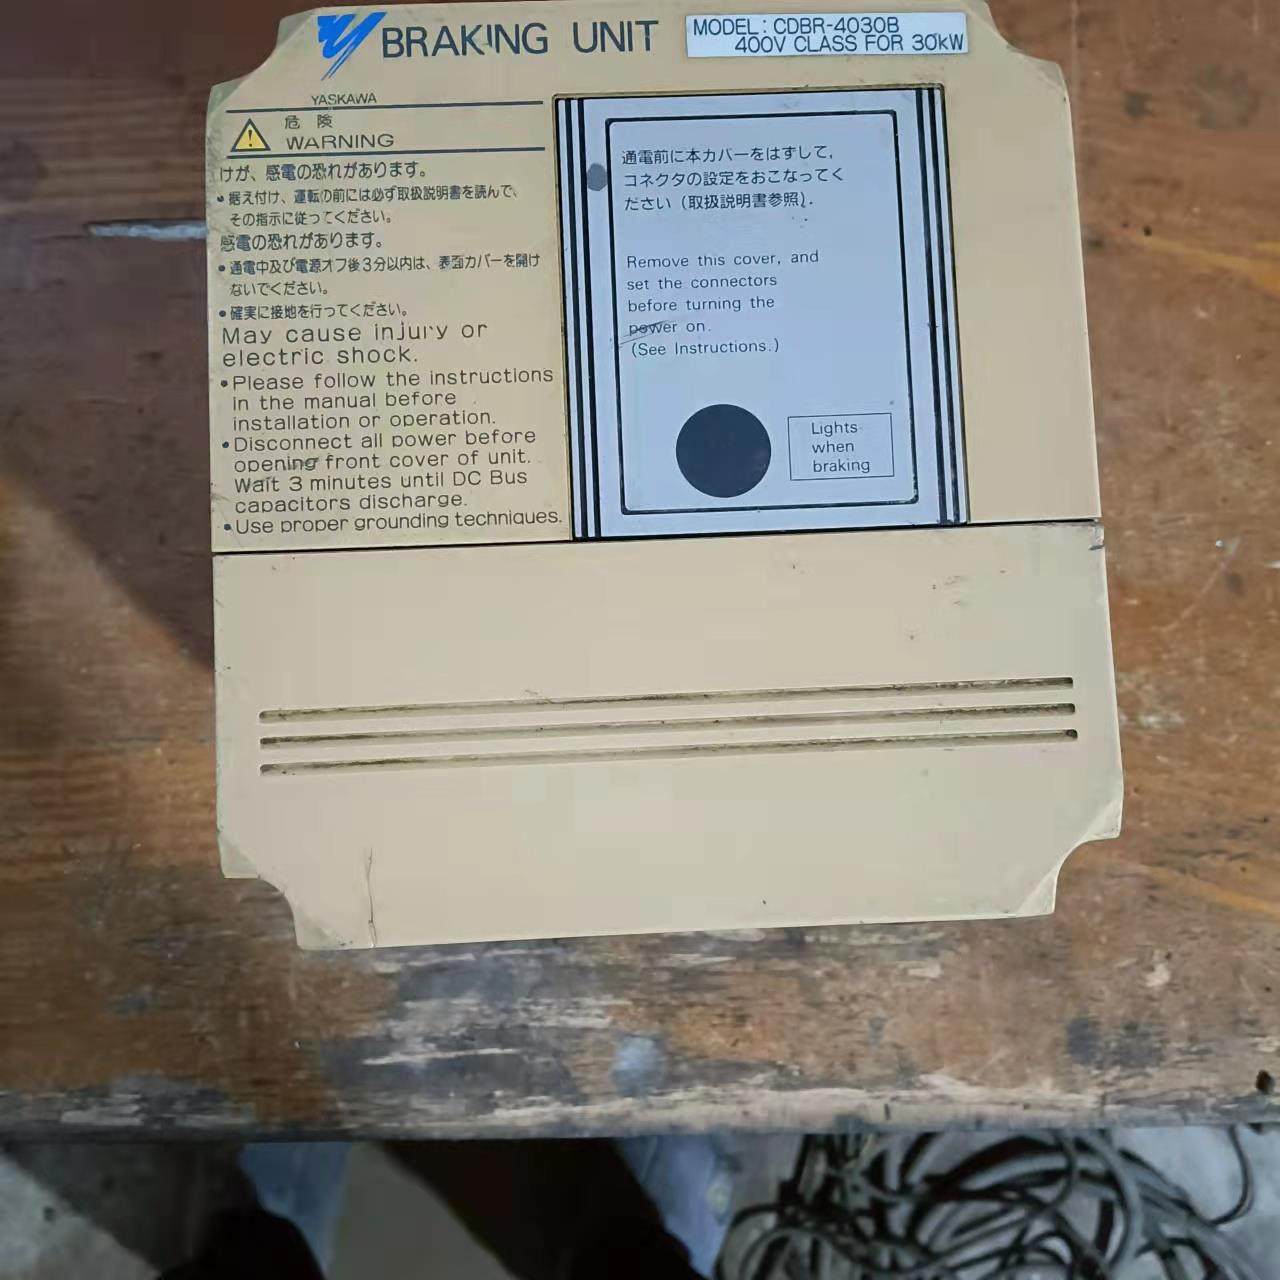 BRAKING UNIT
MODEL: CDBR-4030B
400V CLASS FOR 30kW
YASKAWA
危 険
WARNING
けが、感電の恐れがあります。
• 据え付け、運転の前には必ず取扱説明書を読んで、
その指示に従ってください。
感電の恐れがあります。
• 通電中及び電源オフ後3分以内は、表面カバーを開け
ないでください。
• 確実に接地を行ってください。
May cause injury or
electric shock.
• Please follow the instructions
in the manual before
installation or operation.
• Disconnect all power before
opening front cover of unit.
Wait 3 minutes until DC Bus
capacitors discharge.
• Use proper grounding techniques.
通電前に本カバーをはずして,
コネクタの設定をおこなってく
ださい (取扱説明書参照).
Remove this cover, and
set the connectors
before turning the
power on.
(See Instructions.)
Lights
when
braking